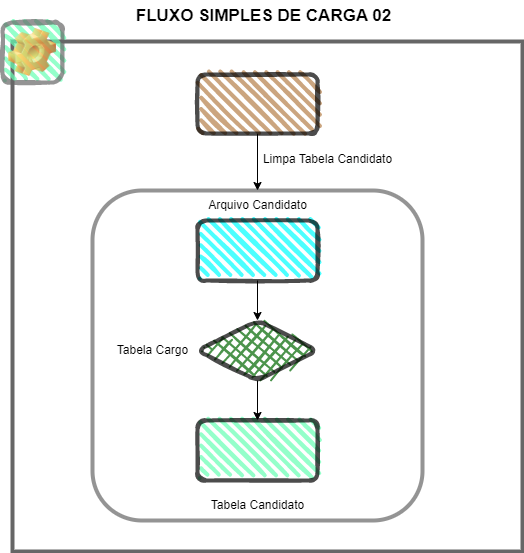 FLUXO SIMPLES DE CARGA 02
Limpa Tabela Candidato
Arquivo Candidato
Tabela Cargo
Tabela Candidato